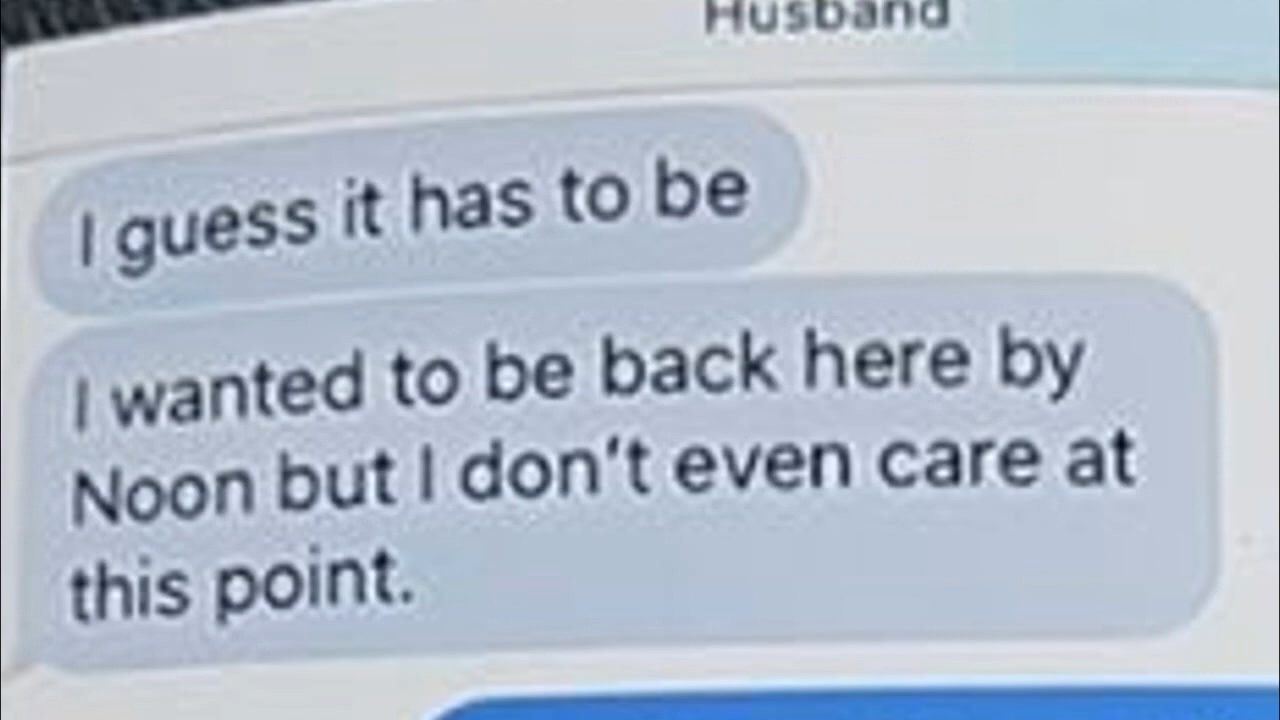 Husband
I guess it has to be
I wanted to be back here by
Noon but I don't even care at
this point.